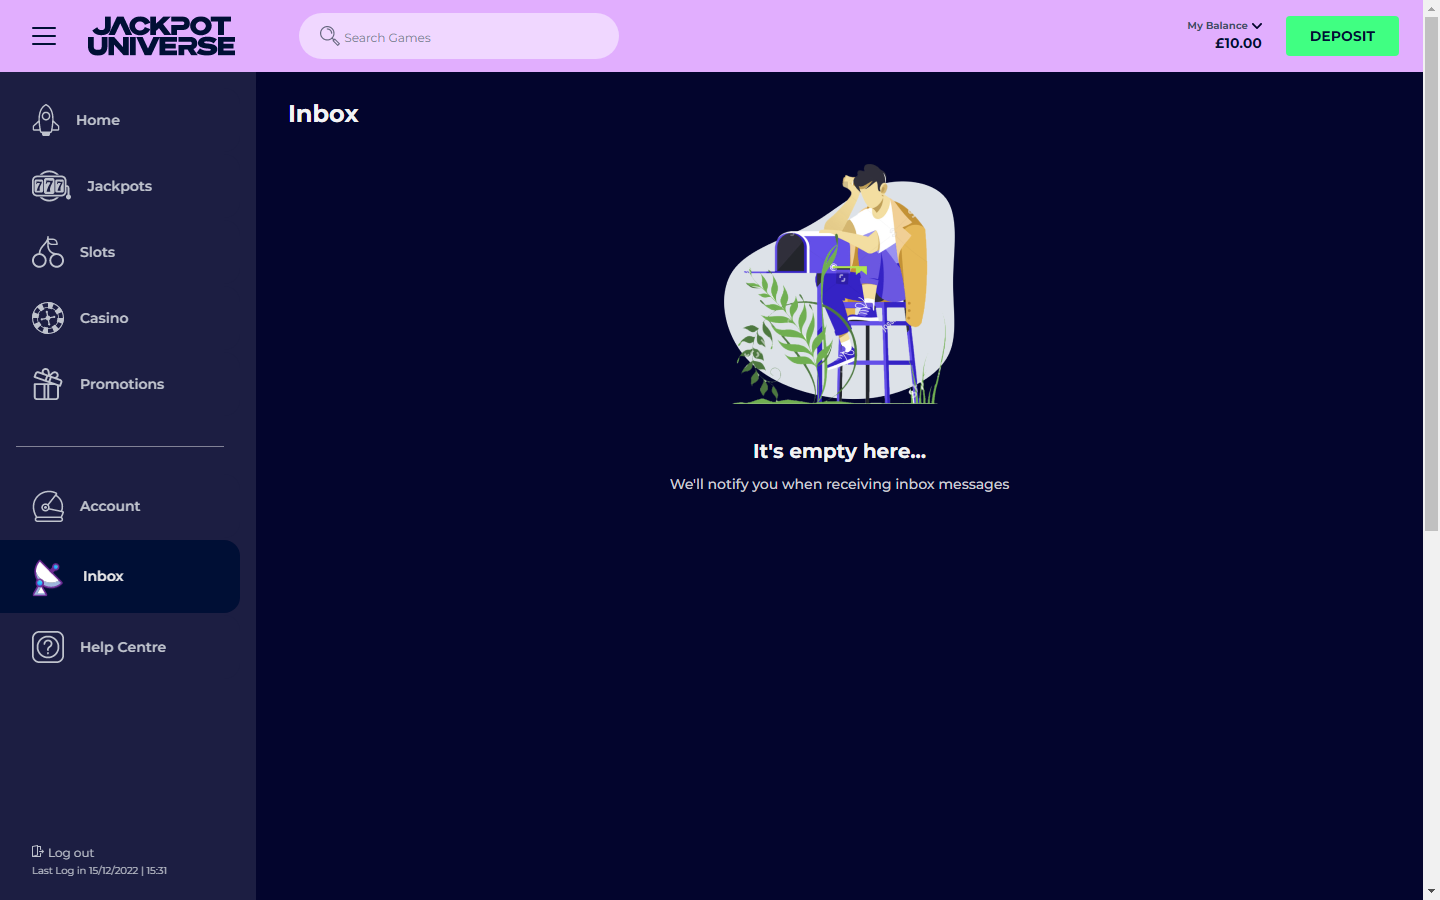 JACKPOT
UNIVERSE
Search Games
My Balance
£10.00
DEPOSIT
Home
777
Jackpots
Slots
Casino
Promotions
Account
Inbox
Help Centre
Log out
Last Log in 15/12/2022 | 15:31
Inbox
It's empty here...
We'll notify you when receiving inbox messages